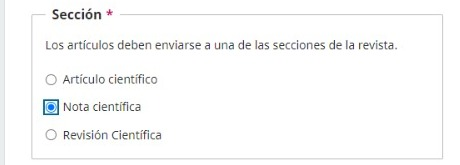 Sección *
Los artículos deben enviarse a una de las secciones de la revista.
Artículo científico
Nota científica
Revisión Científica